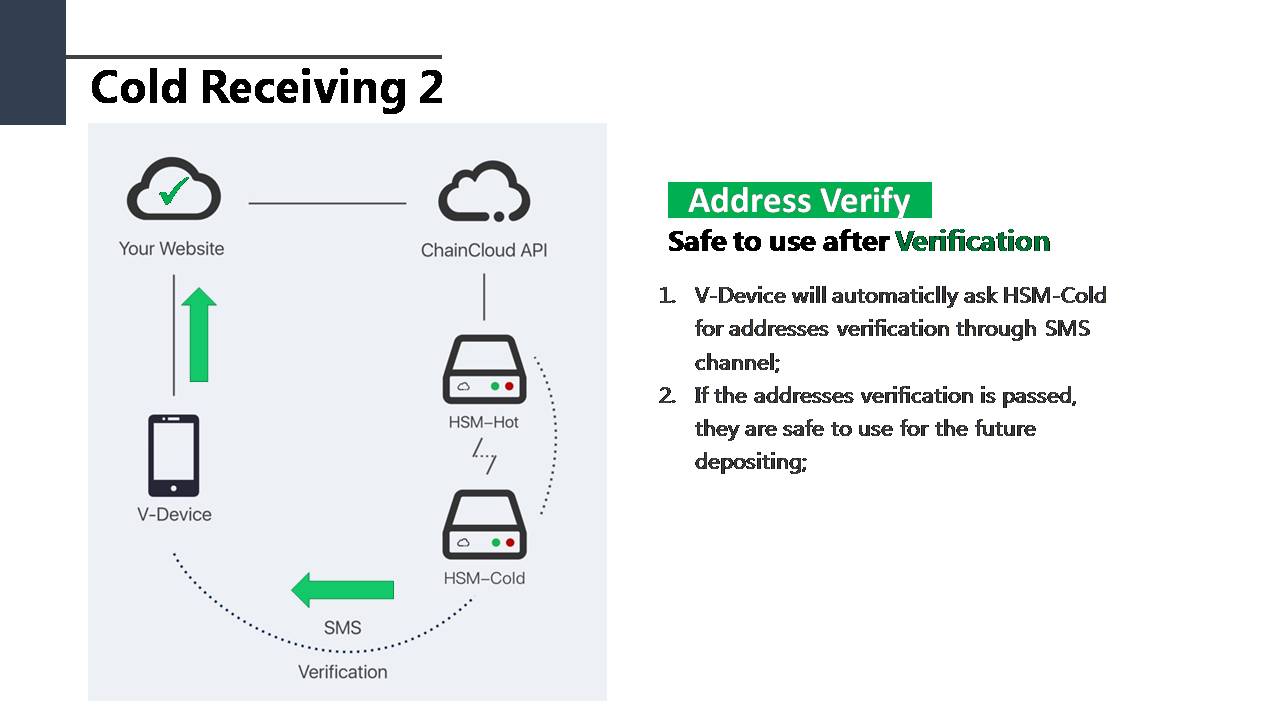 Cold Receiving 2
Your Website
ChainCloud API
HSM–Hot
V-Device
HSM–Cold
SMS
Verification
Address Verify
Safe to use after Verification
1. V-Device will automaticlly ask HSM-Cold
for addresses verification through SMS
channel;
2. If the addresses verification is passed,
they are safe to use for the future
depositing;